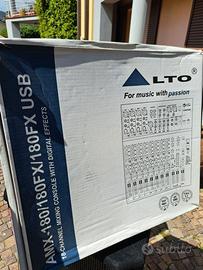 ALTO®
For music with passion
AMX-180/180FX/180FX USB
18-CHANNEL MIXING CONSOLE WITH DIGITAL EFFECTS
subito